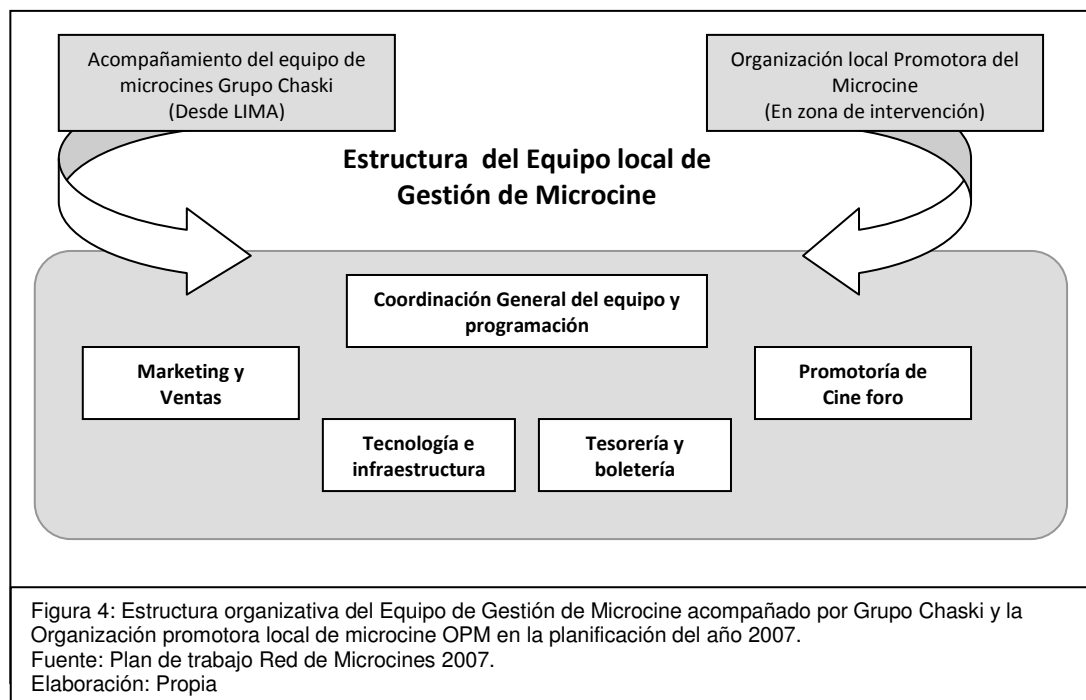 Acompañamiento del equipo de
microcines Grupo Chaski
(Desde LIMA)
Organización local Promotora del
Microcine
(En zona de intervención)
Estructura del Equipo local de
Gestión de Microcine
Coordinación General del equipo y
programación
Marketing y
Ventas
Promotoría de
Cine foro
Tecnología e
infraestructura
Tesorería y
boletería
Figura 4: Estructura organizativa del Equipo de Gestión de Microcine acompañado por Grupo Chaski y la
Organización promotora local de microcine OPM en la planificación del año 2007.
Fuente: Plan de trabajo Red de Microcines 2007.
Elaboración: Propia